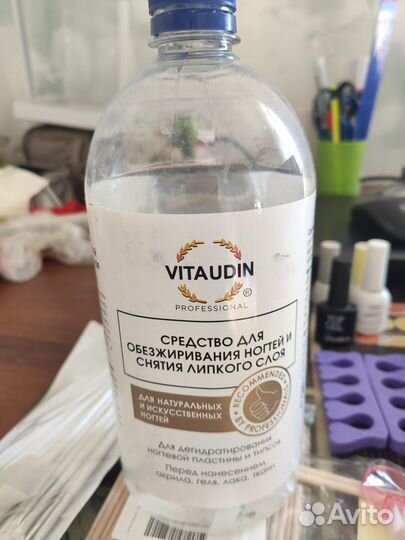 VITAUDIN
PROFESSIONAL
СРЕДСТВО ДЛЯ
ОБЕЗЖИРИВАНИЯ НОГТЕЙ И
СНЯТИЯ ЛИПКОГО СЛОЯ
ДЛЯ НАТУРАЛЬНЫХ
И ИСКУССТВЕННЫХ
НОГТЕЙ
RECOMMENDED
BY PROFESSIONALS
Для дегидратирования
ногтевой пластины и типсов
Перед нанесением
акрила, геля, лака, ткани
Avito